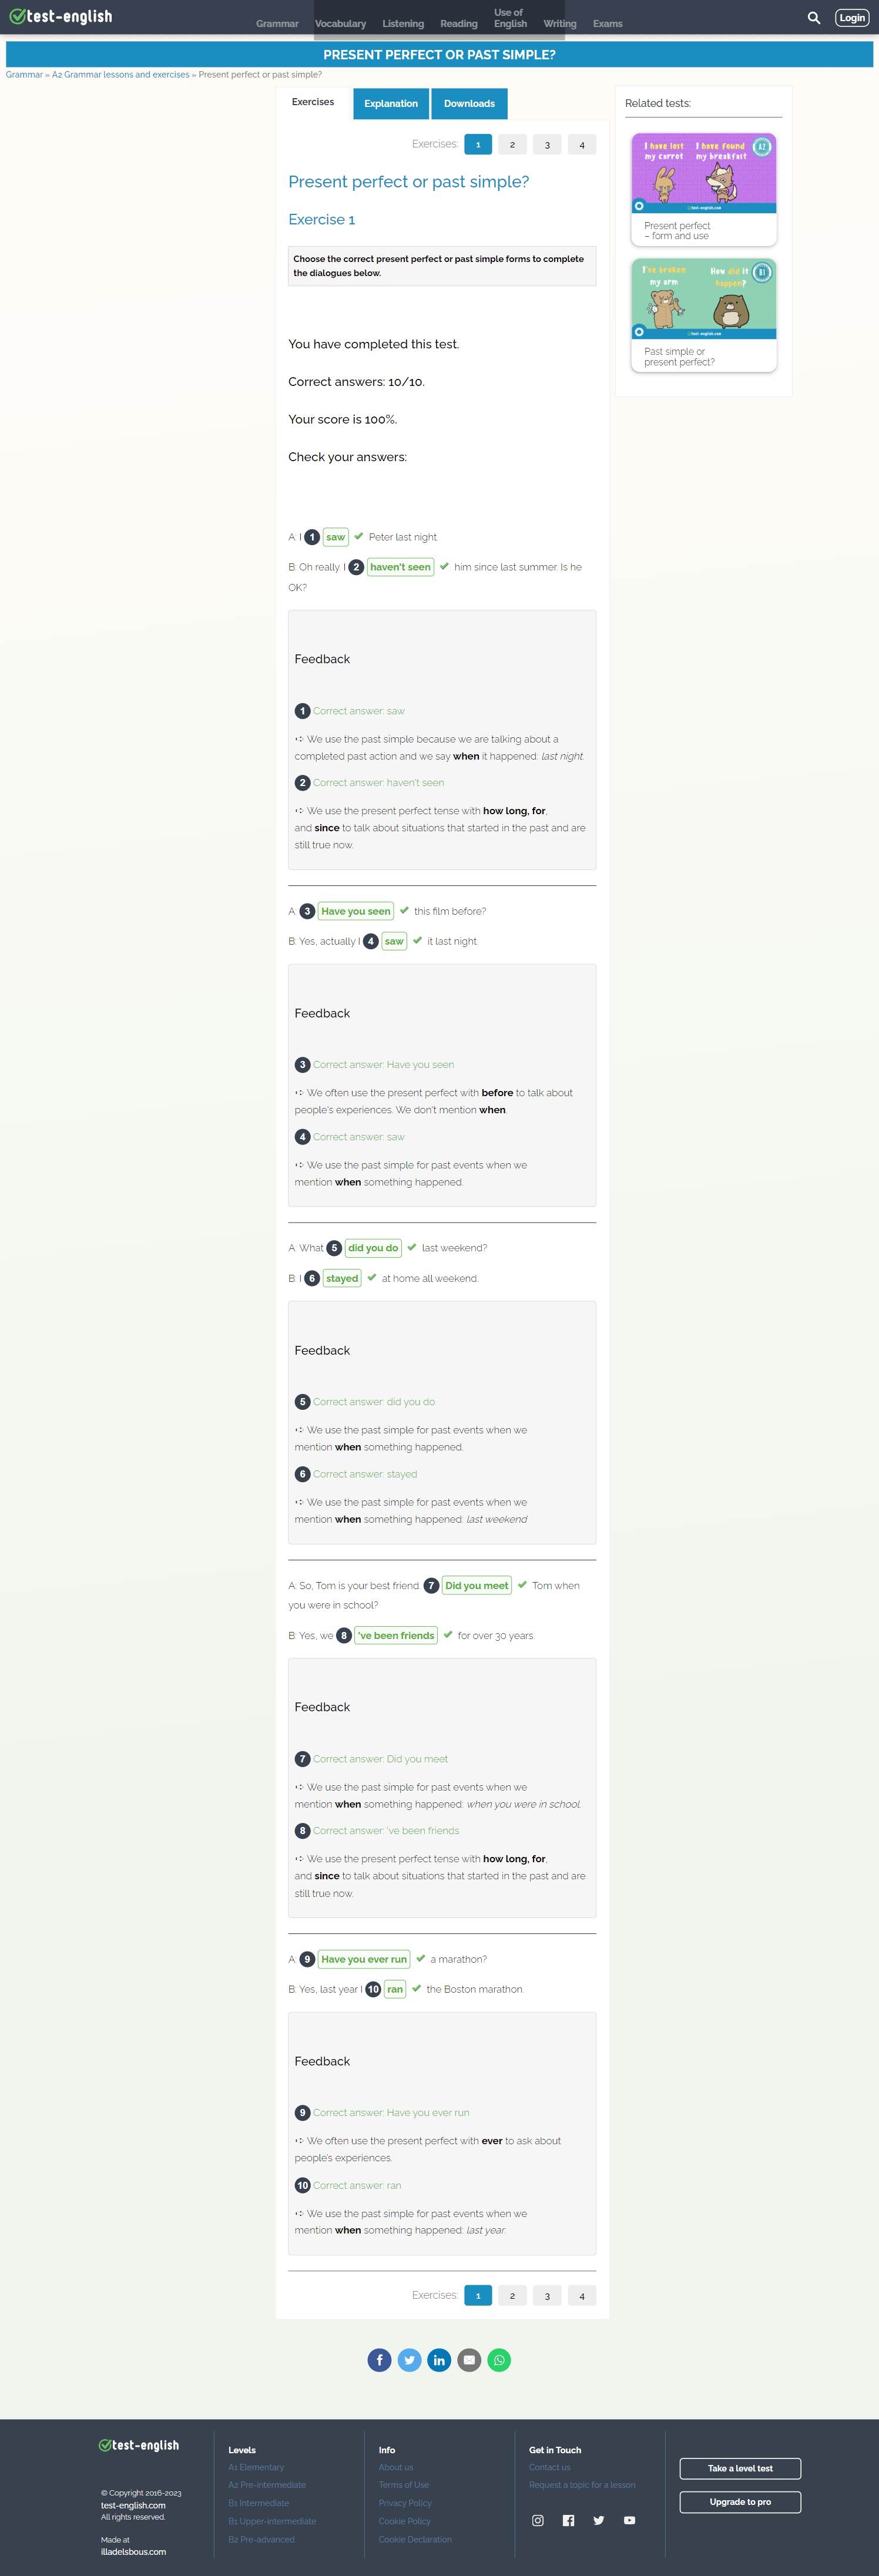 test-english
Grammar Vocabulary Listening Reading Use of English Writing Exams
Login
PRESENT PERFECT OR PAST SIMPLE?
Grammar » A2 Grammar lessons and exercises » Present perfect or past simple?
Exercises Explanation Downloads
Exercises: 1 2 3 4
Present perfect or past simple?
Exercise 1
Choose the correct present perfect or past simple forms to complete
the dialogues below.
You have completed this test.
Correct answers: 10/10.
Your score is 100%.
Check your answers:
A: I 1 saw Peter last night.
B: Oh really. I 2 haven't seen him since last summer. Is he
OK?
Feedback
1 Correct answer: saw
➪ We use the past simple because we are talking about a
completed past action and we say when it happened: last night.
2 Correct answer: haven't seen
➪ We use the present perfect tense with how long, for,
and since to talk about situations that started in the past and are
still true now.
A: 3 Have you seen this film before?
B: Yes, actually I 4 saw it last night.
Feedback
3 Correct answer: Have you seen
➪ We often use the present perfect with before to talk about
people's experiences. We don't mention when.
4 Correct answer: saw
➪ We use the past simple for past events when we
mention when something happened.
A: What 5 did you do last weekend?
B: I 6 stayed at home all weekend.
Feedback
5 Correct answer: did you do
➪ We use the past simple for past events when we
mention when something happened.
6 Correct answer: stayed
➪ We use the past simple for past events when we
mention when something happened: last weekend
A: So, Tom is your best friend. 7 Did you meet Tom when
you were in school?
B: Yes, we 8 've been friends for over 30 years.
Feedback
7 Correct answer: Did you meet
➪ We use the past simple for past events when we
mention when something happened: when you were in school.
8 Correct answer: 've been friends
➪ We use the present perfect tense with how long, for,
and since to talk about situations that started in the past and are
still true now.
A: 9 Have you ever run a marathon?
B: Yes, last year I 10 ran the Boston marathon.
Feedback
9 Correct answer: Have you ever run
➪ We often use the present perfect with ever to ask about
people's experiences.
10 Correct answer: ran
➪ We use the past simple for past events when we
mention when something happened: last year.
Exercises: 1 2 3 4
Related tests:
I have lost
my carrot
I have found
my breakfast
A2
test-english.com
Present perfect
– form and use
I've broken
my arm
How did it
happen?
B1
test-english.com
Past simple or
present perfect?
test-english
© Copyright 2016-2023
test-english.com
All rights reserved.
Made at
illadelsbous.com
Levels
A1 Elementary
A2 Pre-intermediate
B1 Intermediate
B1 Upper-intermediate
B2 Pre-advanced
Info
About us
Terms of Use
Privacy Policy
Cookie Policy
Cookie Declaration
Get in Touch
Contact us
Request a topic for a lesson
Take a level test
Upgrade to pro